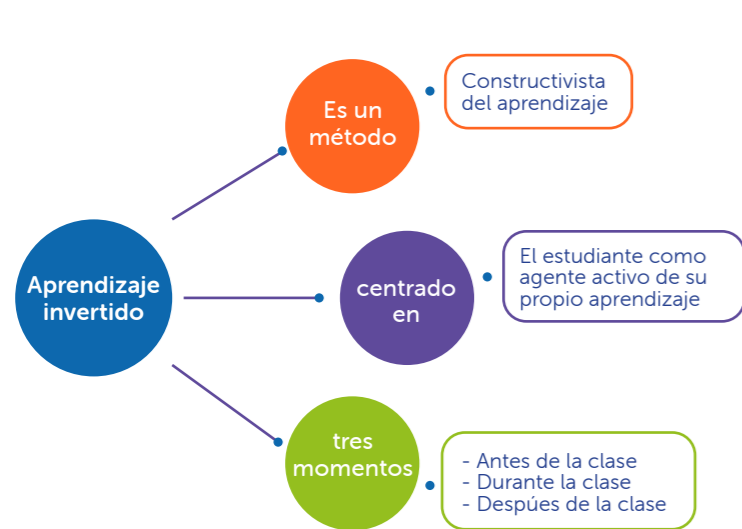 Es un
método
Constructivista
del aprendizaje
Aprendizaje
invertido
centrado
en
El estudiante como
agente activo de su
propio aprendizaje
tres
momentos
- Antes de la clase
- Durante la clase
- Despúes de la clase